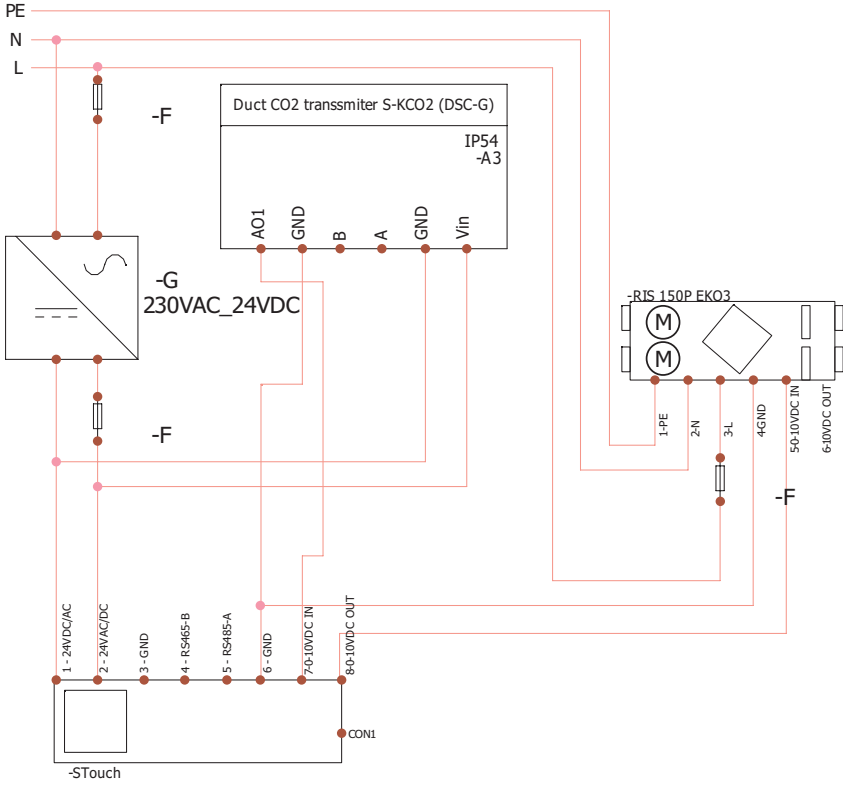 PE
N
L
-F
Duct CO2 transsmiter S-KCO2 (DSC-G)
IP54
-A3
AO1
GND
B
A
GND
Vin
-G
230VAC_24VDC
-RIS 150P EKO3
M
M
1-PE
2-N
3-L
4-GND
5-0-10VDC IN
6-10VDC OUT
-F
-F
1 - 24VDC/AC
2 - 24VAC/DC
3 - GND
4 - RS465-B
5 - RS485-A
6 - GND
7-0-10VDC IN
8-0-10VDC OUT
CON1
-STouch